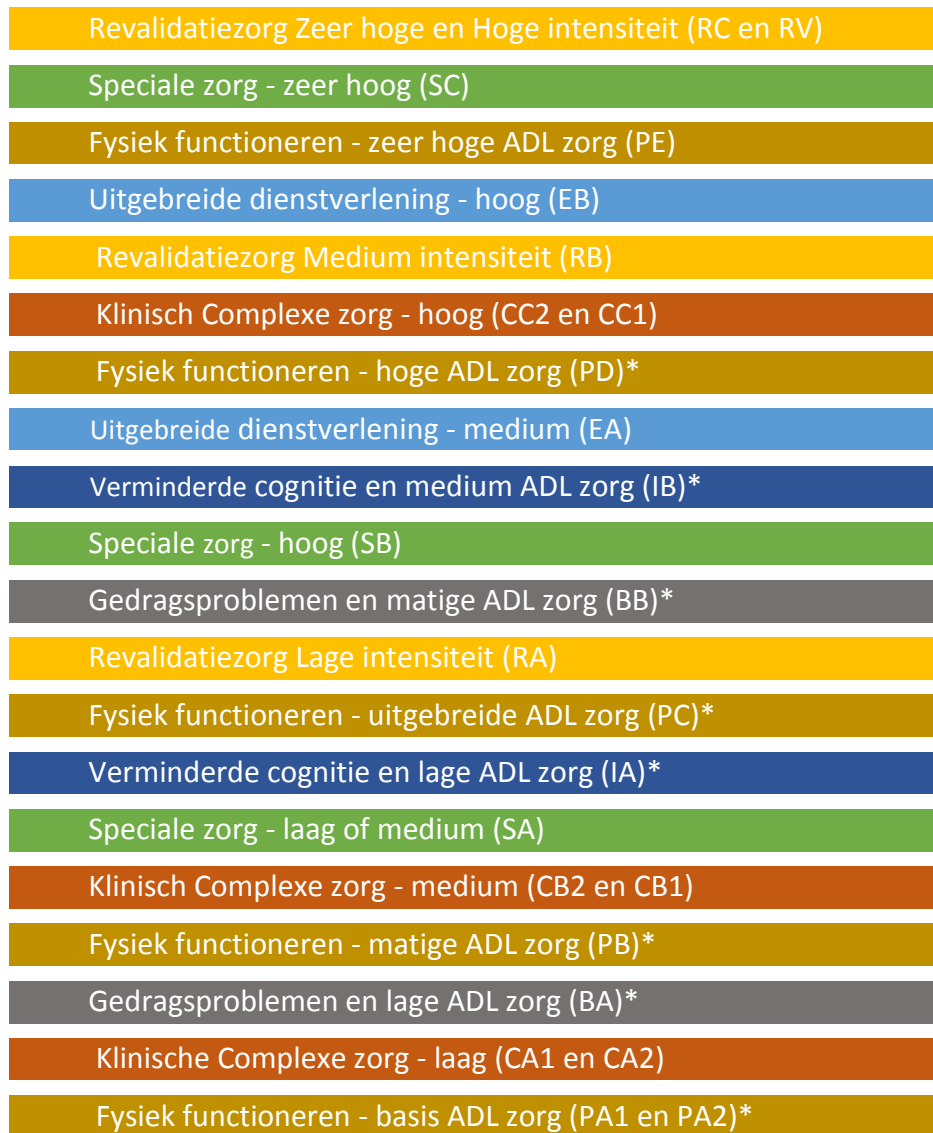 Revalidatiezorg Zeer hoge en Hoge intensiteit (RC en RV)
Speciale zorg - zeer hoog (SC)
Fysiek functioneren - zeer hoge ADL zorg (PE)
Uitgebreide dienstverlening - hoog (EB)
Revalidatiezorg Medium intensiteit (RB)
Klinisch Complexe zorg - hoog (CC2 en CC1)
Fysiek functioneren - hoge ADL zorg (PD)*
Uitgebreide dienstverlening - medium (EA)
Verminderde cognitie en medium ADL zorg (IB)*
Speciale zorg - hoog (SB)
Gedragsproblemen en matige ADL zorg (BB)*
Revalidatiezorg Lage intensiteit (RA)
Fysiek functioneren - uitgebreide ADL zorg (PC)*
Verminderde cognitie en lage ADL zorg (IA)*
Speciale zorg - laag of medium (SA)
Klinisch Complexe zorg - medium (CB2 en CB1)
Fysiek functioneren - matige ADL zorg (PB)*
Gedragsproblemen en lage ADL zorg (BA)*
Klinische Complexe zorg - laag (CA1 en CA2)
Fysiek functioneren - basis ADL zorg (PA1 en PA2)*